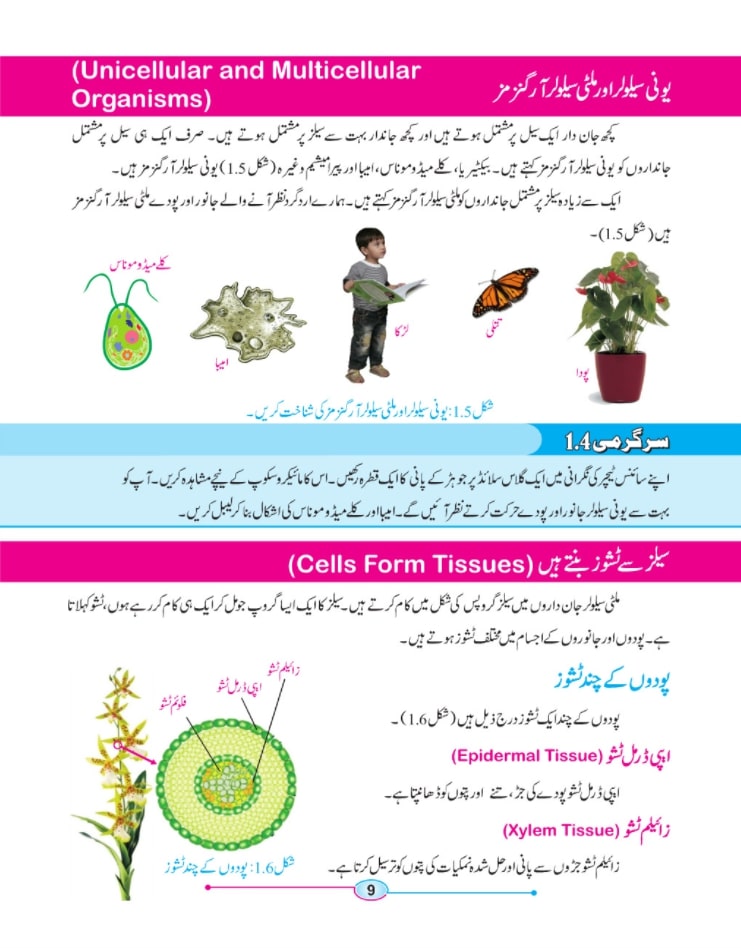 یونی سیلولر اور ملٹی سیلولر آرگنزمز (Unicellular and Multicellular
Organisms)
کچھ جان دار ایک سیل پر مشتمل ہوتے ہیں اور کچھ جاندار بہت سے سیلز پر مشتمل ہوتے ہیں۔ صرف ایک ہی سیل پر مشتمل
جانداروں کو یونی سیلولر آرگنزمز کہتے ہیں۔ بیکٹیریا، کلے میڈوموناس، امیبا اور پیرامیشیم وغیرہ (شکل 1.5) یونی سیلولر آرگنزمز ہیں۔
ایک سے زیادہ سیلز پر مشتمل جانداروں کو ملٹی سیلولر آرگنزمز کہتے ہیں۔ ہمارے اردگرد نظر آنے والے جانور اور پودے ملٹی سیلولر آرگنزمز
ہیں (شکل 1.5)۔
کلے میڈوموناس
امیبا
لڑکا
تتلی
پودا
شکل 1.5: یونی سیلولر اور ملٹی سیلولر آرگنزمز کی شناخت کریں۔
سرگرمی 1.4
اپنے سائنس ٹیچر کی نگرانی میں ایک گلاس سلائڈ پر جوہڑ کے پانی کا ایک قطرہ رکھیں۔ اس کا مائیکروسکوپ کے نیچے مشاہدہ کریں۔ آپ کو
بہت سے یونی سیلولر جانور اور پودے حرکت کرتے نظر آئیں گے۔ امیبا اور کلے میڈوموناس کی اشکال بنا کر لیبل کریں۔
سیلز سے ٹشوز بنتے ہیں (Cells Form Tissues)
ملٹی سیلولر جان داروں میں سیلز گروپس کی شکل میں کام کرتے ہیں۔ سیلز کا ایک ایسا گروپ جو مل کر ایک ہی کام کر رہے ہوں، ٹشو کہلاتا
ہے۔ پودوں اور جانوروں کے اجسام میں مختلف ٹشوز ہوتے ہیں۔
پودوں کے چند ٹشوز
پودوں کے چند ایک ٹشوز درج ذیل ہیں (شکل 1.6)۔
اپی ڈرمل ٹشو (Epidermal Tissue)
اپی ڈرمل ٹشو پودے کی جڑ، تنے اور پتوں کو ڈھانپتا ہے۔
زائیلم ٹشو (Xylem Tissue)
زائیلم ٹشو جڑوں سے پانی اور حل شدہ نمکیات کی پتوں کو ترسیل کرتا ہے۔
زائیلم ٹشو
اپی ڈرمل ٹشو
فلوئم ٹشو
شکل 1.6: پودوں کے چند ٹشوز
9